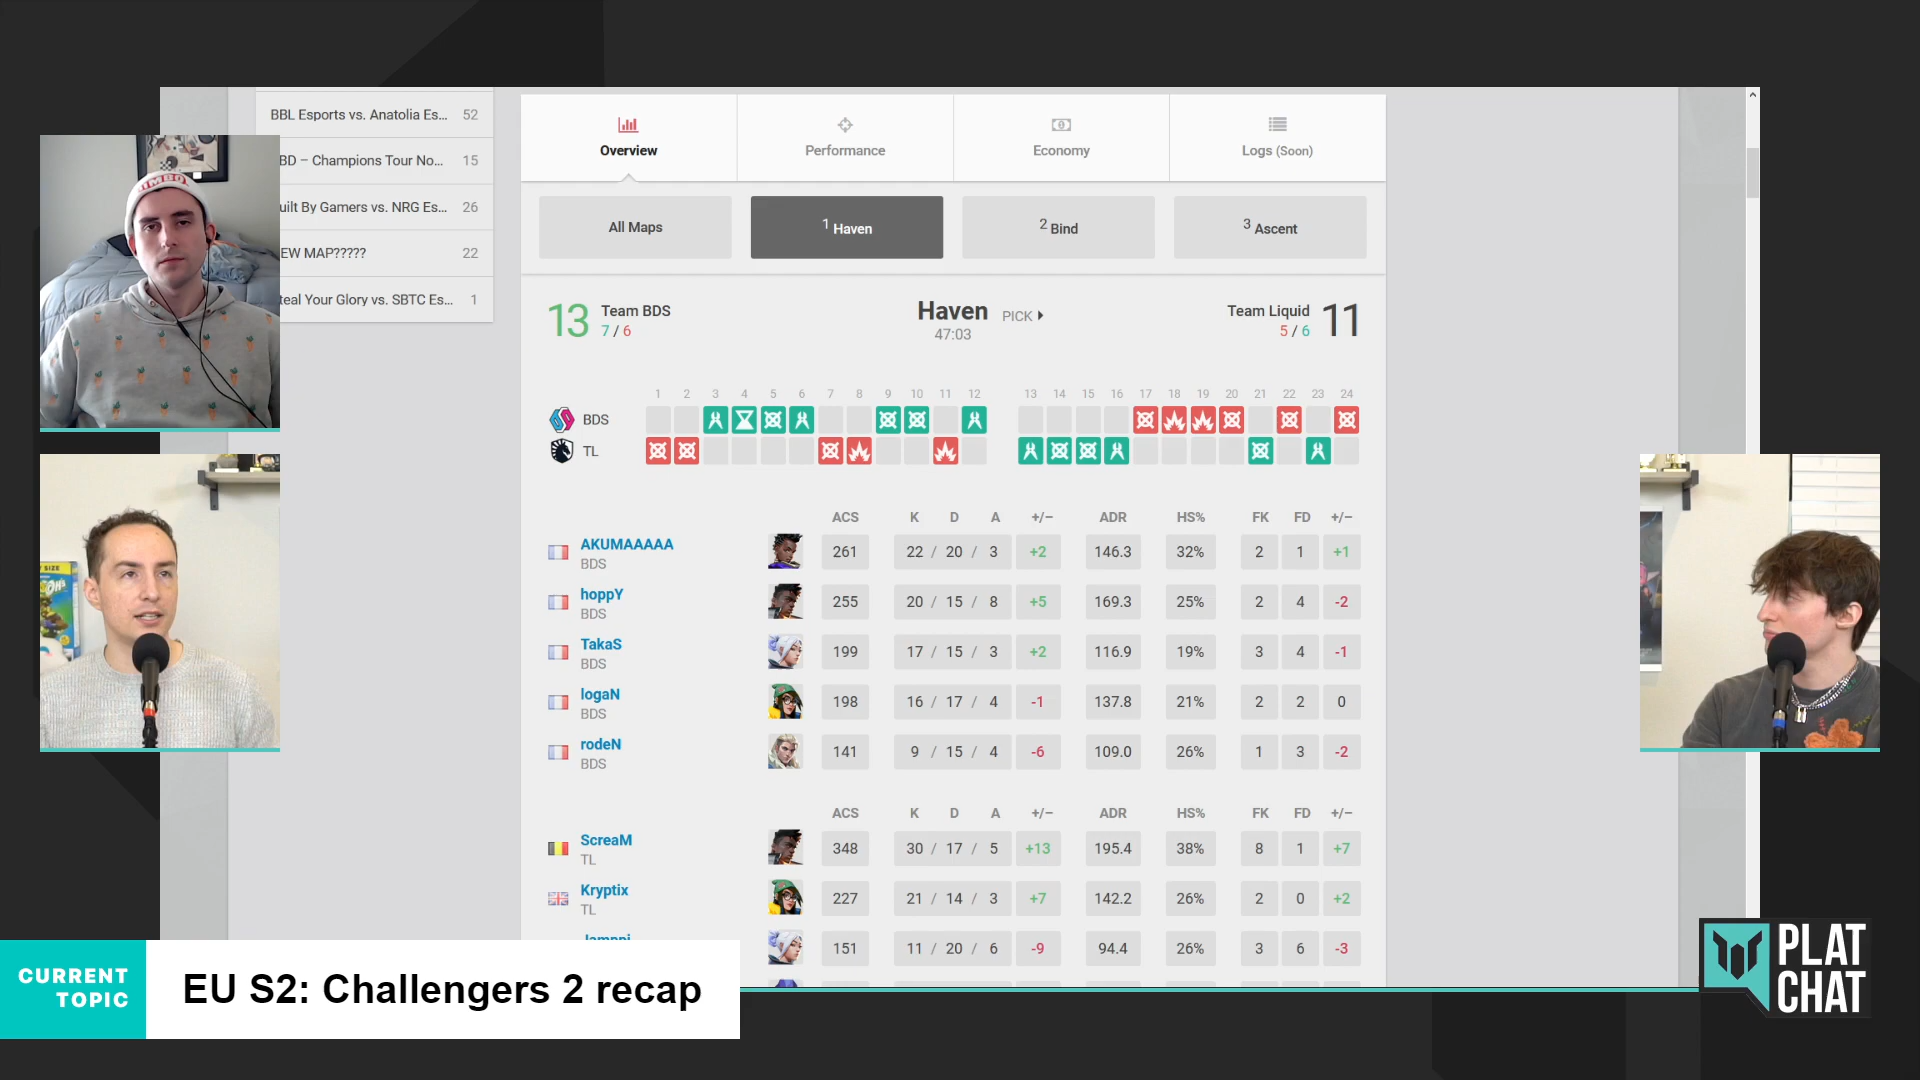 BBL Esports vs. Anatolia Es... 52
BD – Champions Tour No... 15
uilt By Gamers vs. NRG Es... 26
EW MAP????? 22
teal Your Glory vs. SBTC Es... 1
Overview
Performance
Economy
Logs (Soon)
All Maps
1 Haven
2 Bind
3 Ascent
13 Team BDS
7 / 6
Haven PICK
47:03
Team Liquid 11
5 / 6
1 2 3 4 5 6 7 8 9 10 11 12 13 14 15 16 17 18 19 20 21 22 23 24
BDS
TL
ACS K D A +/– ADR HS% FK FD +/–
AKUMAAAAA
BDS
261 22 / 20 / 3 +2 146.3 32% 2 1 +1
hoppY
BDS
255 20 / 15 / 8 +5 169.3 25% 2 4 -2
TakaS
BDS
199 17 / 15 / 3 +2 116.9 19% 3 4 -1
logaN
BDS
198 16 / 17 / 4 -1 137.8 21% 2 2 0
rodeN
BDS
141 9 / 15 / 4 -6 109.0 26% 1 3 -2
ACS K D A +/– ADR HS% FK FD +/–
ScreaM
TL
348 30 / 17 / 5 +13 195.4 38% 8 1 +7
Kryptix
TL
227 21 / 14 / 3 +7 142.2 26% 2 0 +2
151 11 / 20 / 6 -9 94.4 26% 3 6 -3
CURRENT
TOPIC
EU S2: Challengers 2 recap
PLAT
CHAT